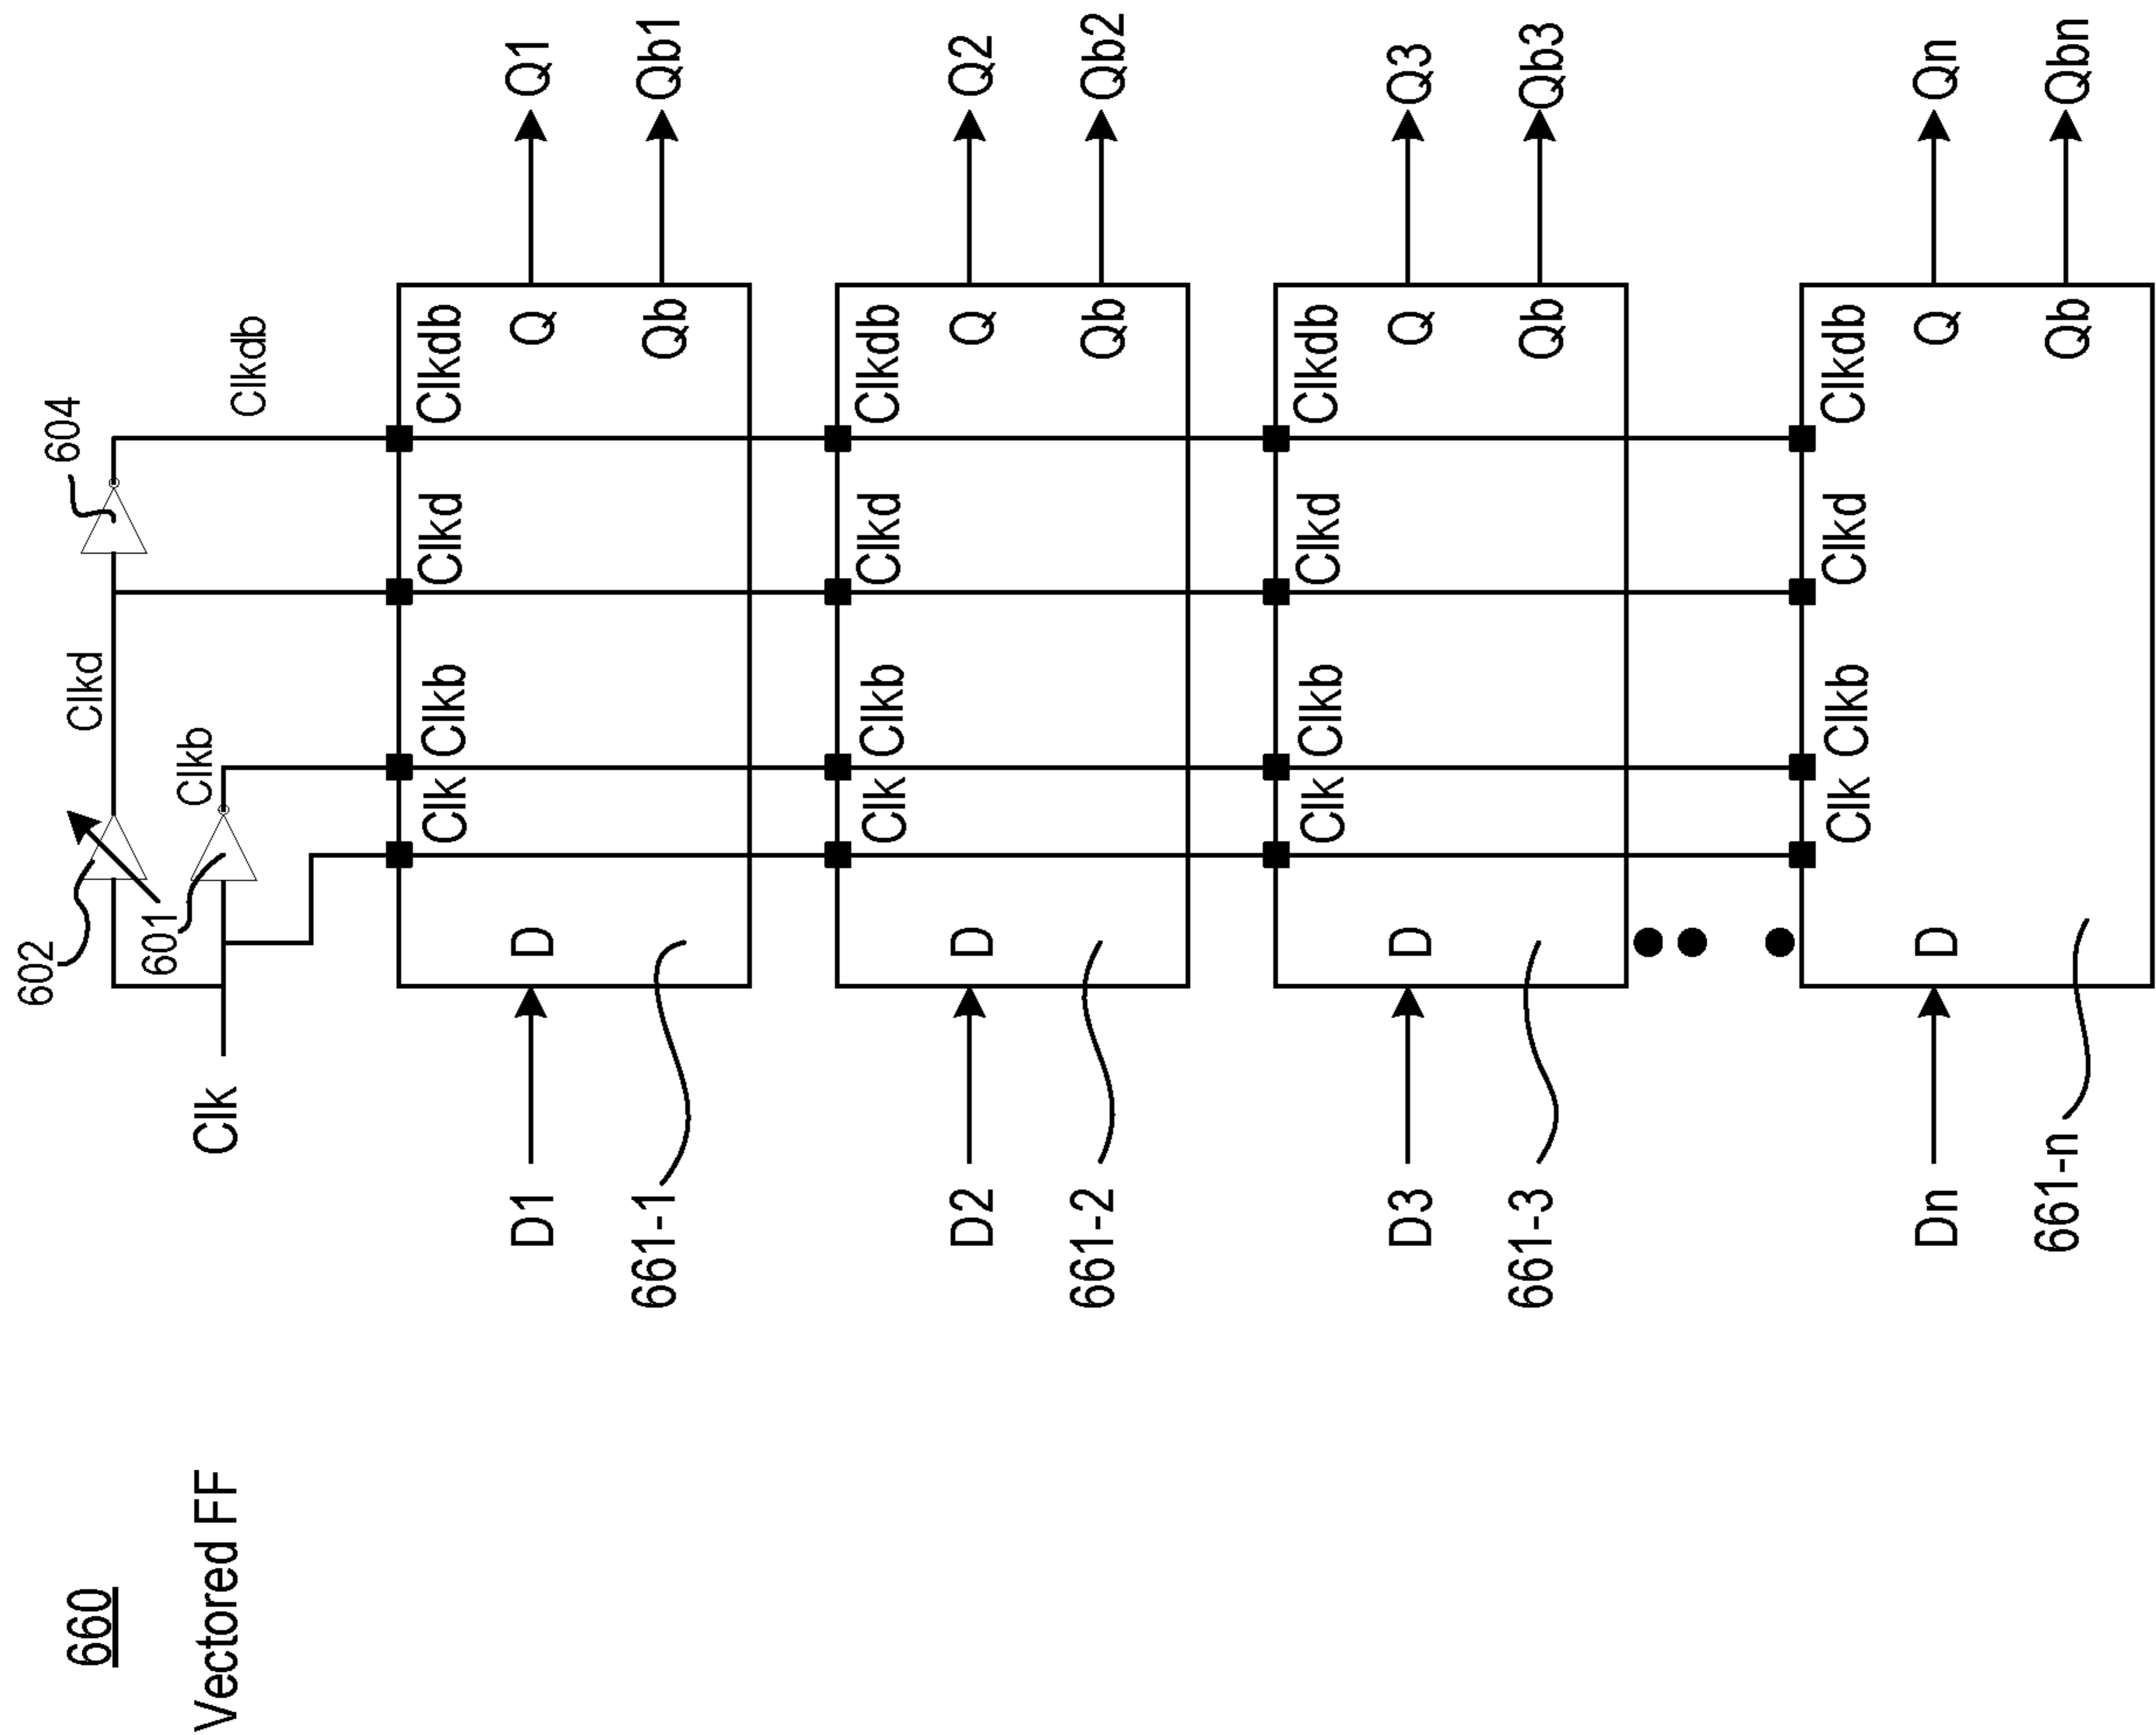 660
Vectored FF
Clk
602
601
Clkb
Clkd
604
Clkdb
D1
661-1
D
Clk
Clkb
Clkd
Clkdb
Q
Qb
Q1
Qb1
D2
661-2
D
Clk
Clkb
Clkd
Clkdb
Q
Qb
Q2
Qb2
D3
661-3
D
Clk
Clkb
Clkd
Clkdb
Q
Qb
Q3
Qb3
Dn
661-n
D
Clk
Clkb
Clkd
Clkdb
Q
Qb
Qn
Qbn